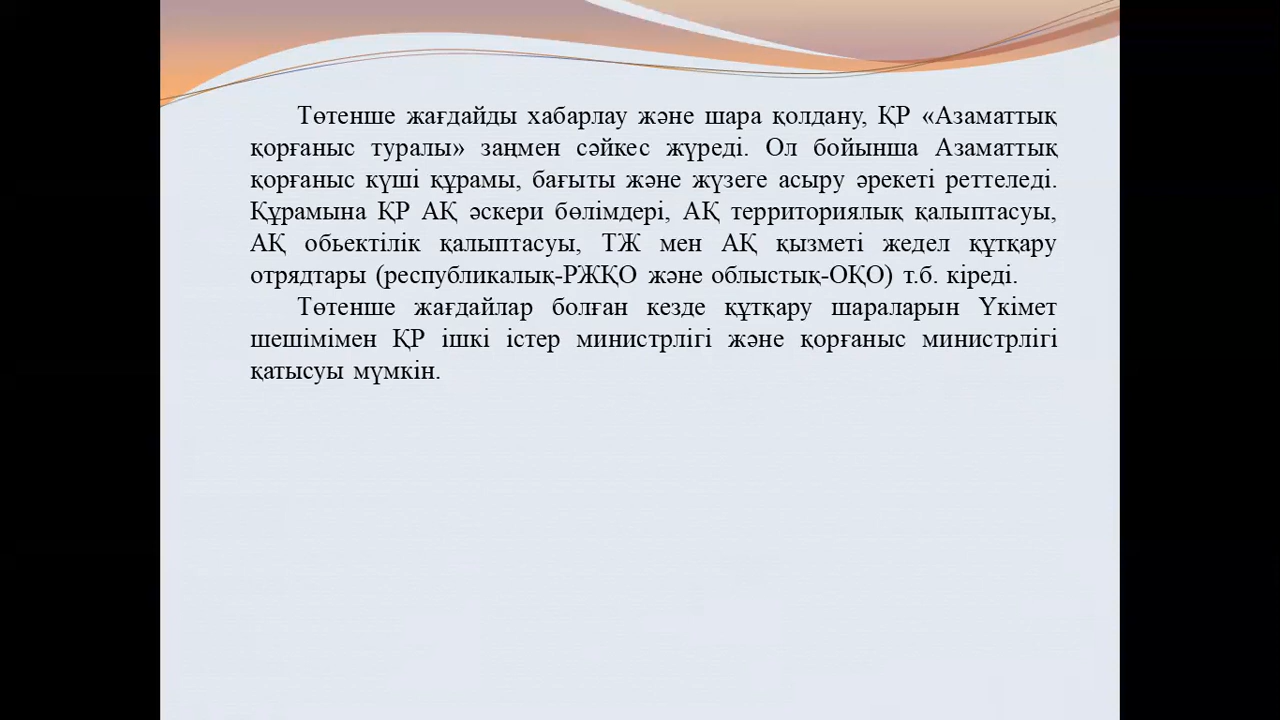 Төтенше жағдайды хабарлау және шара қолдану, ҚР «Азаматтық
қорғаныс туралы» заңмен сәйкес жүреді. Ол бойынша Азаматтық
қорғаныс күші құрамы, бағыты және жүзеге асыру әрекеті реттеледі.
Құрамына ҚР АҚ әскери бөлімдері, АҚ территориялық қалыптасуы,
АҚ обьектілік қалыптасуы, ТЖ мен АҚ қызметі жедел құтқару
отрядтары (республикалық-РЖҚО және облыстық-ОҚО) т.б. кіреді.
Төтенше жағдайлар болған кезде құтқару шараларын Үкімет
шешімімен ҚР ішкі істер министрлігі және қорғаныс министрлігі
қатысуы мүмкін.